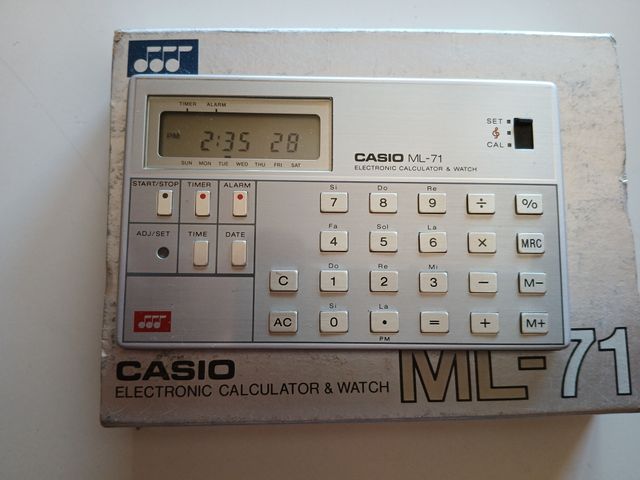 TIMER ALARM
PM 2:35 28
SUN MON TUE WED THU FRI SAT
CASIO ML-71
ELECTRONIC CALCULATOR & WATCH
SET
CAL
START/STOP TIMER ALARM
ADJ/SET TIME DATE
Si Do Re
7 8 9 ÷ %
Fa Sol La
4 5 6 × MRC
Do Re Mi
C 1 2 3 − M−
Si La
AC 0 • = + M+
PM
CASIO ML-71
ELECTRONIC CALCULATOR & WATCH